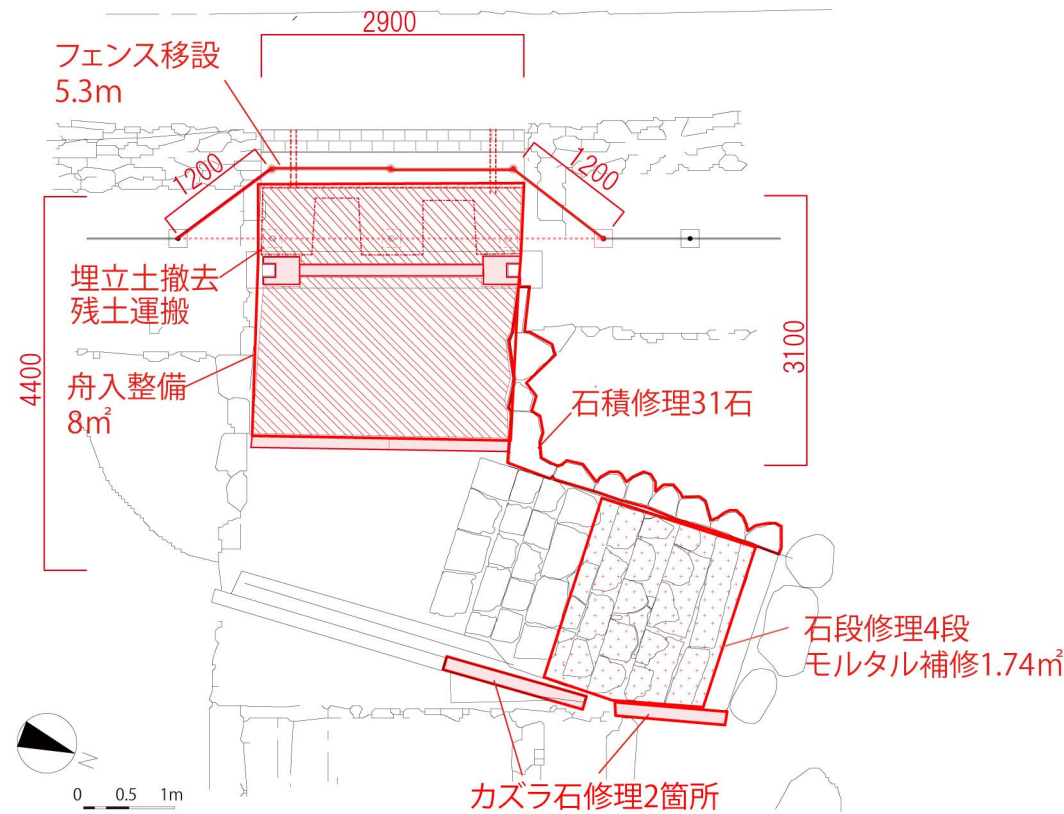 2900
フェンス移設
5.3m
1200
1200
埋立土撤去
残土運搬
4400
3100
舟入整備
8㎡
石積修理31石
石段修理4段
モルタル補修1.74㎡
N
0 0.5 1m
カズラ石修理2箇所